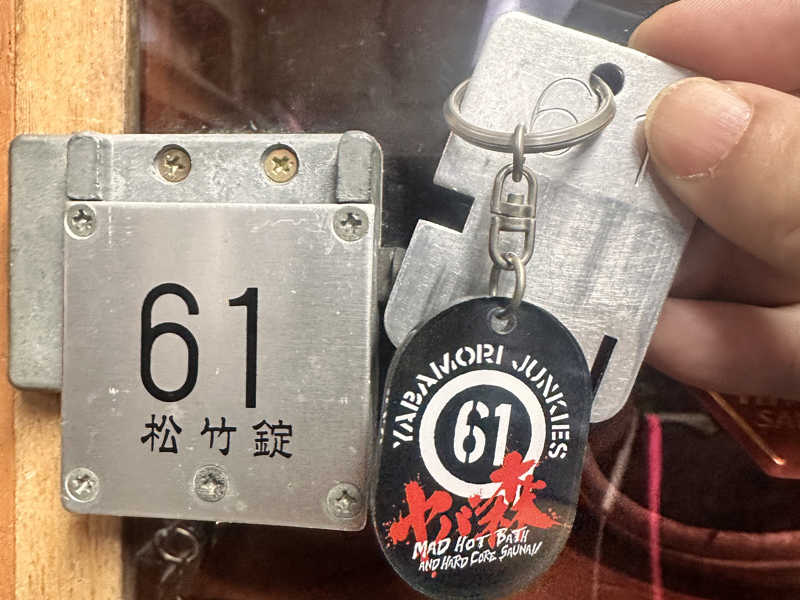 61
松竹錠
YABAMORI JUNKIES
61
ヤバ森
MAD HOT BATH
AND HARD CORE SAUNA!!